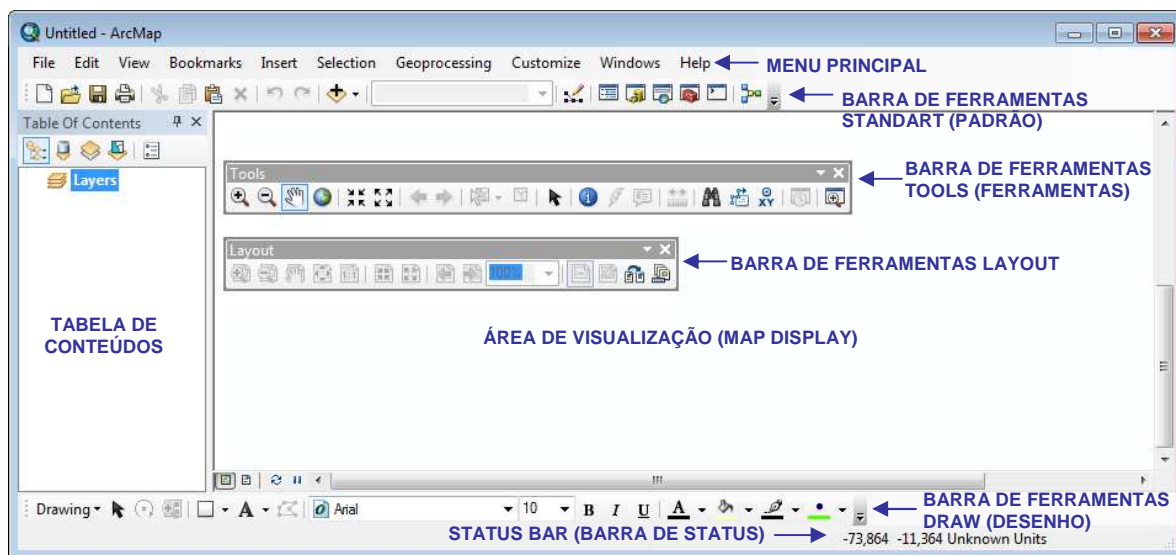 Untitled - ArcMap
File Edit View Bookmarks Insert Selection Geoprocessing Customize Windows Help
MENU PRINCIPAL
BARRA DE FERRAMENTAS
STANDART (PADRÃO)
Table Of Contents
Layers
Tools
BARRA DE FERRAMENTAS
TOOLS (FERRAMENTAS)
Layout
100%
BARRA DE FERRAMENTAS LAYOUT
TABELA DE
CONTEÚDOS
ÁREA DE VISUALIZAÇÃO (MAP DISPLAY)
Drawing A Arial 10 B I U A
BARRA DE FERRAMENTAS
DRAW (DESENHO)
STATUS BAR (BARRA DE STATUS)
-73,864 -11,364 Unknown Units